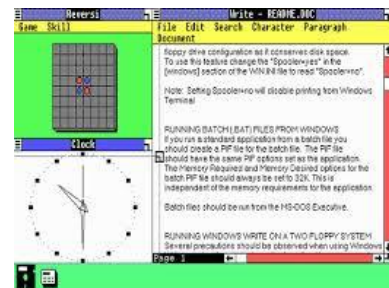 Reversi
Game Skill
Clock
Write - README.DOC
File Edit Search Character Paragraph
Document
floppy drive configuration as it conserves disk space.
To use this feature change the "Spooler=yes" in the
[windows] section of the WIN.INI file to read "Spooler=no".
Note: Setting Spooler=no will disable printing from Windows
Terminal
RUNNING BATCH (.BAT) FILES FROM WINDOWS
If you run a standard application from a batch file you
should create a PIF file for the batch file. The PIF file
should have the same PIF options set as the application.
The Memory Required and Memory Desired options for the
batch PIF file should always be set to 32K. This is
independent of the memory requirements for the application.
Batch files should be run from the MS-DOS Executive.
RUNNING WINDOWS WRITE ON A TWO FLOPPY SYSTEM
Several precautions should be observed when using Windows
Page 1